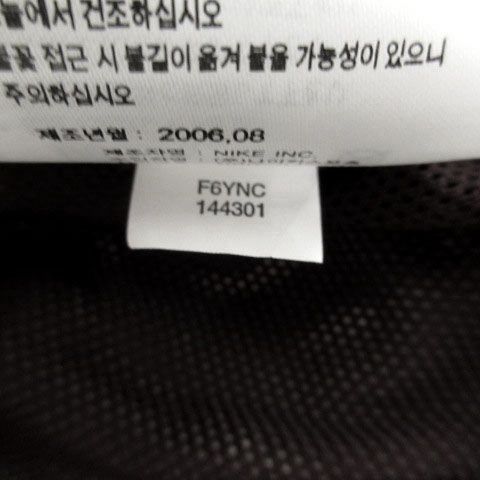 늘에서 건조하십시오
불꽃 접근 시 불길이 옮겨 붙을 가능성이 있으니
주의하십시오
제조년월 : 2006,08
제조자명 : NIKE INC.
F6YNC
144301